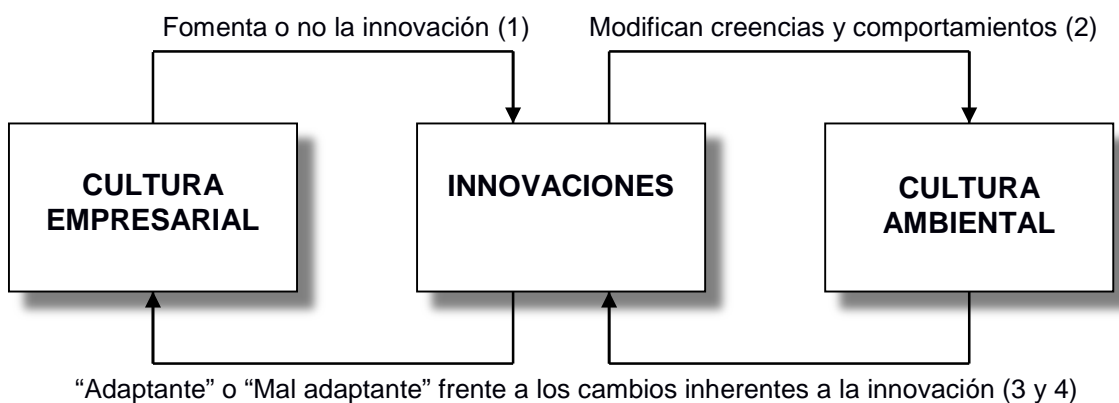 Fomenta o no la innovación (1)
Modifican creencias y comportamientos (2)
CULTURA
EMPRESARIAL
INNOVACIONES
CULTURA
AMBIENTAL
“Adaptante” o “Mal adaptante” frente a los cambios inherentes a la innovación (3 y 4)